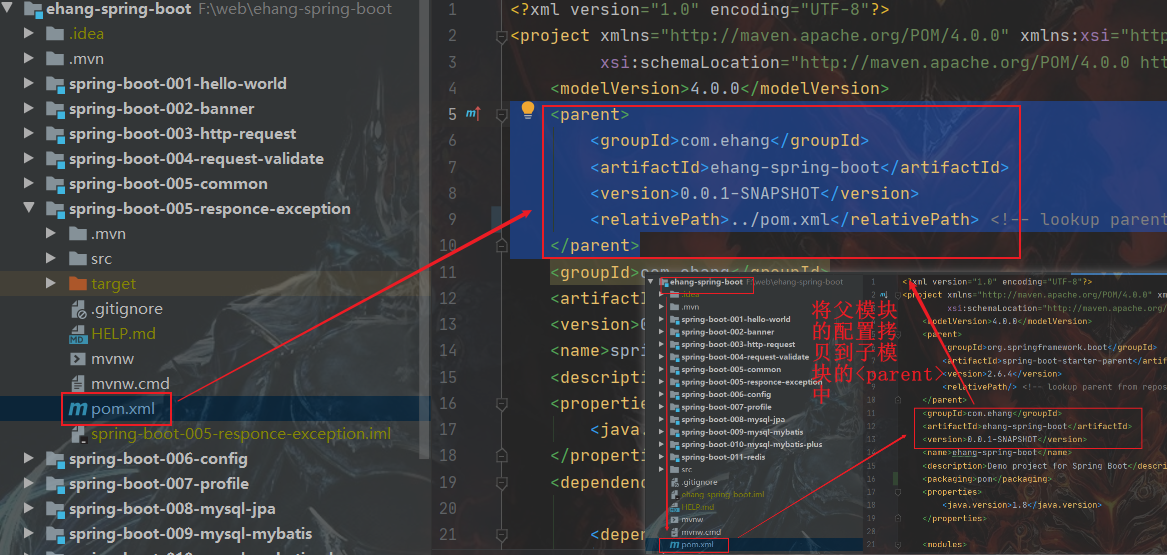 ehang-spring-boot F:\web\ehang-spring-boot
.idea
.mvn
spring-boot-001-hello-world
spring-boot-002-banner
spring-boot-003-http-request
spring-boot-004-request-validate
spring-boot-005-common
spring-boot-005-responce-exception
.mvn
src
target
.gitignore
HELP.md
mvnw
mvnw.cmd
pom.xml
spring-boot-005-responce-exception.iml
spring-boot-006-config
spring-boot-007-profile
spring-boot-008-mysql-jpa
spring-boot-009-mysql-mybatis
1 <?xml version="1.0" encoding="UTF-8"?>
2 <project xmlns="http://maven.apache.org/POM/4.0.0" xmlns:xsi="http
3 xsi:schemaLocation="http://maven.apache.org/POM/4.0.0 htt
4 <modelVersion>4.0.0</modelVersion>
5 <parent>
6 <groupId>com.ehang</groupId>
7 <artifactId>ehang-spring-boot</artifactId>
8 <version>0.0.1-SNAPSHOT</version>
9 <relativePath>../pom.xml</relativePath> <!-- lookup parent
10 </parent>
11 <groupId>com.ehang</groupId>
12 <artifactI
13 <version>0
14 <name>spri
15 <descripti
16 <propertie
17 <java.
18 </properti
19 <dependenc
20
21 <depe
ehang-spring-boot F:\web\ehang-spring-boot
.idea
.mvn
spring-boot-001-hello-world
spring-boot-002-banner
spring-boot-003-http-request
spring-boot-004-request-validate
spring-boot-005-common
spring-boot-005-responce-exception
spring-boot-006-config
spring-boot-007-profile
spring-boot-008-mysql-jpa
spring-boot-009-mysql-mybatis
spring-boot-010-mysql-mybatis-plus
spring-boot-011-redis
src
.gitignore
ehang-spring-boot.iml
HELP.md
mvnw
mvnw.cmd
pom.xml
将父模块
的配置拷
贝到子模
块的<parent>
中
<?xml version="1.0" encoding="UTF-8"?>
<project xmlns="http://maven.apache.org/POM/4.0.0" xm
xsi:schemaLocation="http://maven.apache.org/
<modelVersion>4.0.0</modelVersion>
<parent>
<groupId>org.springframework.boot</groupId>
<artifactId>spring-boot-starter-parent</artif
<version>2.6.4</version>
<relativePath/> <!-- lookup parent from repos
</parent>
<groupId>com.ehang</groupId>
<artifactId>ehang-spring-boot</artifactId>
<version>0.0.1-SNAPSHOT</version>
<name>ehang-spring-boot</name>
<description>Demo project for Spring Boot</descri
<packaging>pom</packaging>
<properties>
<java.version>1.8</java.version>
</properties>
<modules>